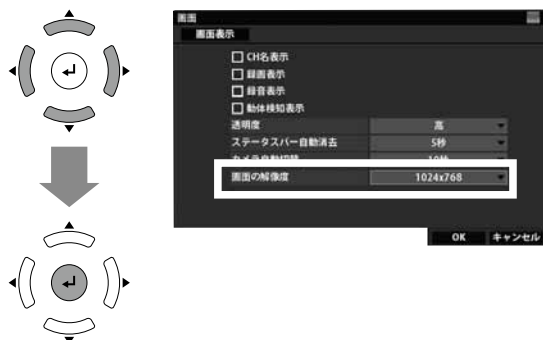 画面
画面表示
CH名表示
録画表示
録音表示
動体検知表示
透明度 高
ステータスバー自動消去 5秒
カメラ自動切替 10秒
画面の解像度 1024x768
OK キャンセル